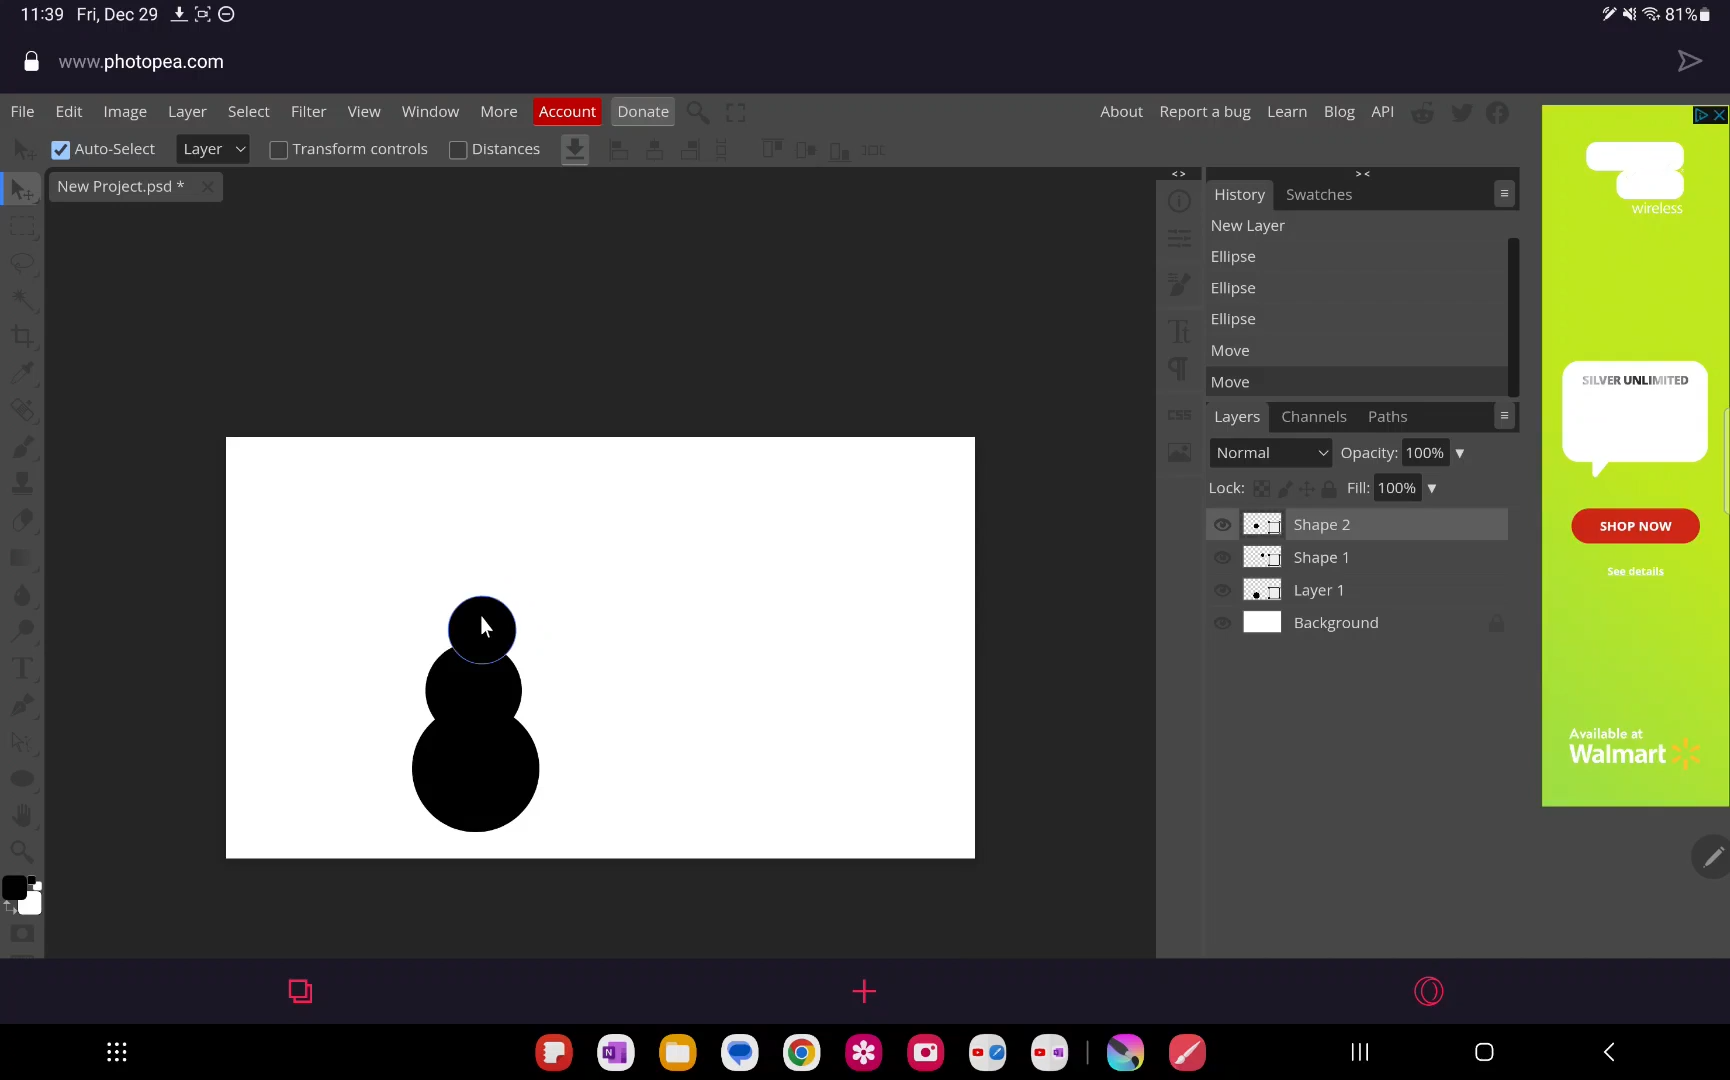 11:39 Fri, Dec 29
81%
www.photopea.com
File Edit Image Layer Select Filter View Window More Account Donate
About Report a bug Learn Blog API
Auto-Select Layer Transform controls Distances
New Project.psd *
< >
> <
History Swatches
New Layer
Ellipse
Ellipse
Ellipse
Move
Move
Layers Channels Paths
Normal Opacity: 100%
Lock: Fill: 100%
Shape 2
Shape 1
Layer 1
Background
CSS
wireless
SILVER UNLIMITED
SHOP NOW
See details
Available at
Walmart